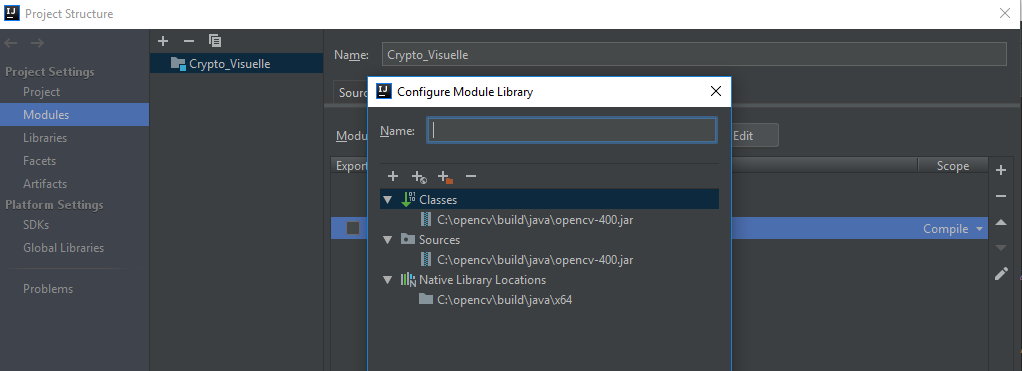 Project Structure
Project Settings
Project
Modules
Libraries
Facets
Artifacts
Platform Settings
SDKs
Global Libraries
Problems
Crypto_Visuelle
Name: Crypto_Visuelle
Sourc
Modu
Edit
Export
Scope
Compile
Configure Module Library
Name:
Classes
C:\opencv\build\java\opencv-400.jar
Sources
C:\opencv\build\java\opencv-400.jar
Native Library Locations
C:\opencv\build\java\x64